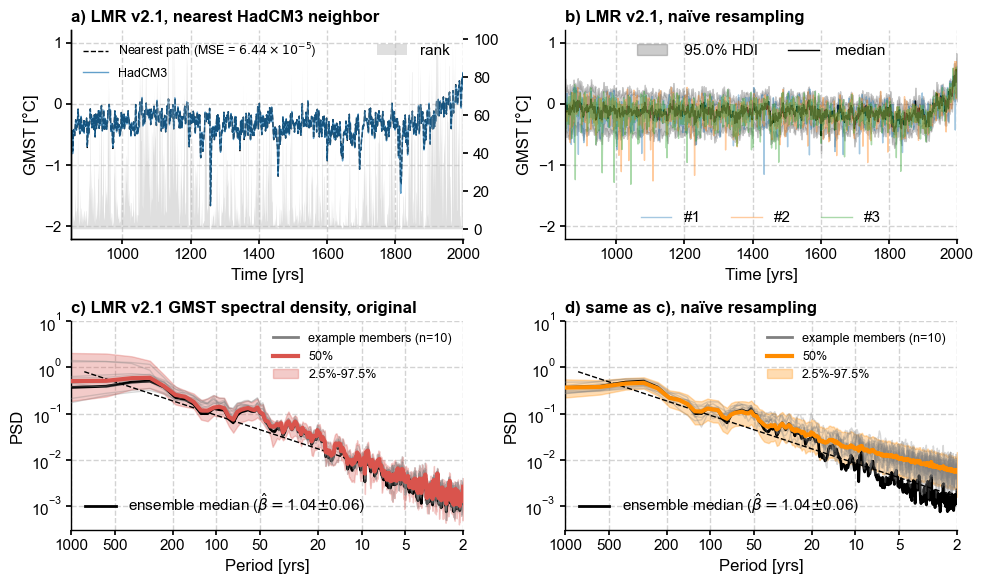 a) LMR v2.1, nearest HadCM3 neighbor
Nearest path (MSE = 6.44 × 10⁻⁵)
HadCM3
rank
GMST [°C]
0
−1
−2
1
100
80
60
40
20
0
1000
1200
1400
1600
1800
2000
Time [yrs]
b) LMR v2.1, naïve resampling
95.0% HDI
median
GMST [°C]
1
0
−1
−2
#1
#2
#3
1000
1200
1400
1600
1800
2000
Time [yrs]
c) LMR v2.1 GMST spectral density, original
example members (n=10)
50%
2.5%-97.5%
PSD
10¹
10⁰
10⁻¹
10⁻²
10⁻³
ensemble median (β̂ = 1.04±0.06)
1000
500
200
100
50
20
10
5
2
Period [yrs]
d) same as c), naïve resampling
example members (n=10)
50%
2.5%-97.5%
PSD
10¹
10⁰
10⁻¹
10⁻²
10⁻³
ensemble median (β̂ = 1.04±0.06)
1000
500
200
100
50
20
10
5
2
Period [yrs]